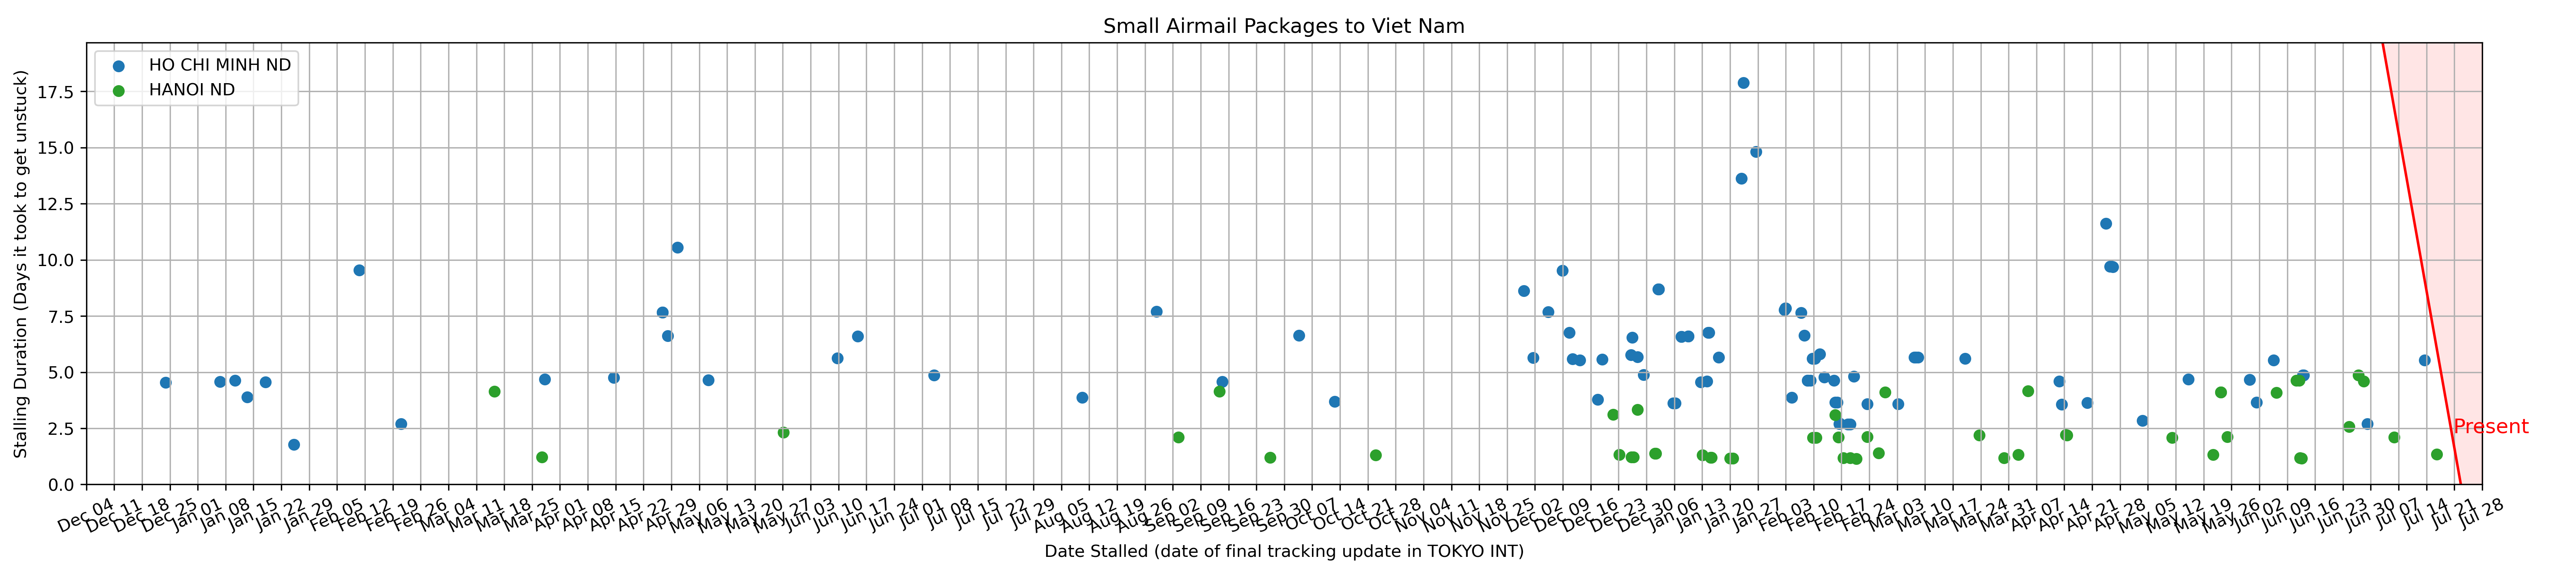 Small Airmail Packages to Viet Nam
HO CHI MINH ND
HANOI ND
Stalling Duration (Days it took to get unstuck)
17.5
15.0
12.5
10.0
7.5
5.0
2.5
0.0
Present
Dec 04
Dec 11
Dec 18
Dec 25
Jan 01
Jan 08
Jan 15
Jan 22
Jan 29
Feb 05
Feb 12
Feb 19
Feb 26
Mar 04
Mar 11
Mar 18
Mar 25
Apr 01
Apr 08
Apr 15
Apr 22
Apr 29
May 06
May 13
May 20
May 27
Jun 03
Jun 10
Jun 17
Jun 24
Jul 01
Jul 08
Jul 15
Jul 22
Jul 29
Aug 05
Aug 12
Aug 19
Aug 26
Sep 02
Sep 09
Sep 16
Sep 23
Sep 30
Oct 07
Oct 14
Oct 21
Oct 28
Nov 04
Nov 11
Nov 18
Nov 25
Dec 02
Dec 09
Dec 16
Dec 23
Dec 30
Jan 06
Jan 13
Jan 20
Jan 27
Feb 03
Feb 10
Feb 17
Feb 24
Mar 03
Mar 10
Mar 17
Mar 24
Mar 31
Apr 07
Apr 14
Apr 21
Apr 28
May 05
May 12
May 19
May 26
Jun 02
Jun 09
Jun 16
Jun 23
Jun 30
Jul 07
Jul 14
Jul 21
Jul 28
Date Stalled (date of final tracking update in TOKYO INT)